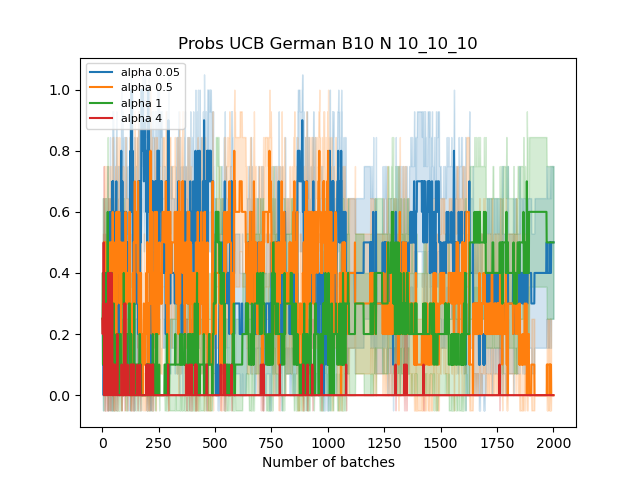 Probs UCB German B10 N 10_10_10
alpha 0.05
alpha 0.5
alpha 1
alpha 4
1.0
0.8
0.6
0.4
0.2
0.0
0 250 500 750 1000 1250 1500 1750 2000
Number of batches